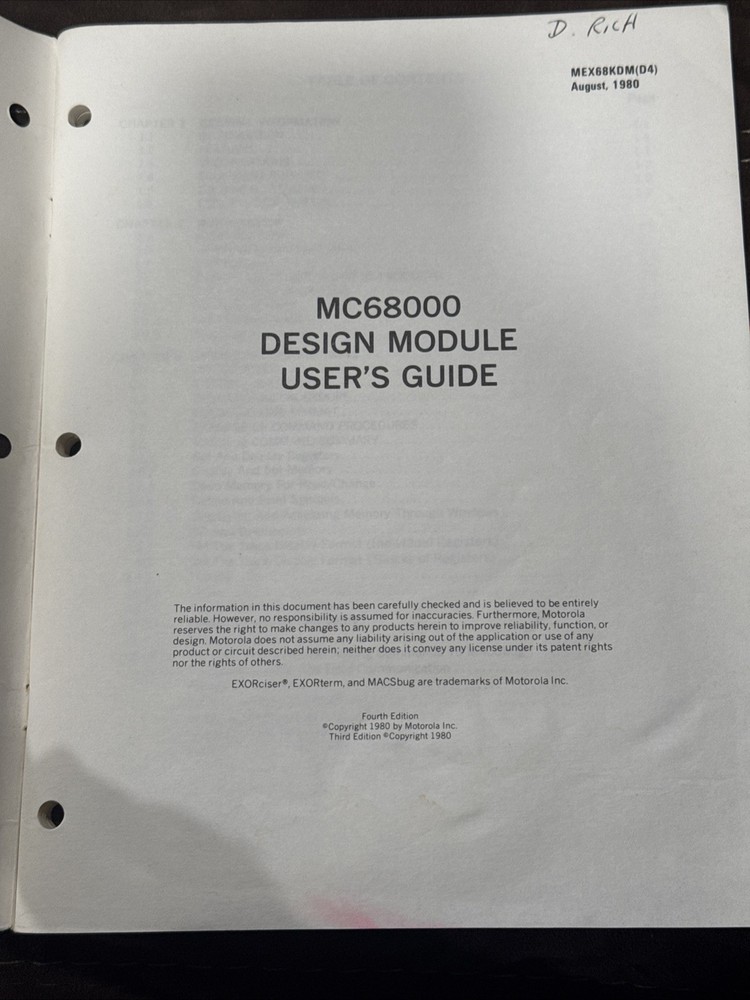 D. RICH
MEX68KDM(D4)
August, 1980
MC68000
DESIGN MODULE
USER'S GUIDE
The information in this document has been carefully checked and is believed to be entirely
reliable. However, no responsibility is assumed for inaccuracies. Furthermore, Motorola
reserves the right to make changes to any products herein to improve reliability, function, or
design. Motorola does not assume any liability arising out of the application or use of any
product or circuit described herein; neither does it convey any license under its patent rights
nor the rights of others.
EXORciser®, EXORterm, and MACSbug are trademarks of Motorola Inc.
Fourth Edition
©Copyright 1980 by Motorola Inc.
Third Edition ©Copyright 1980